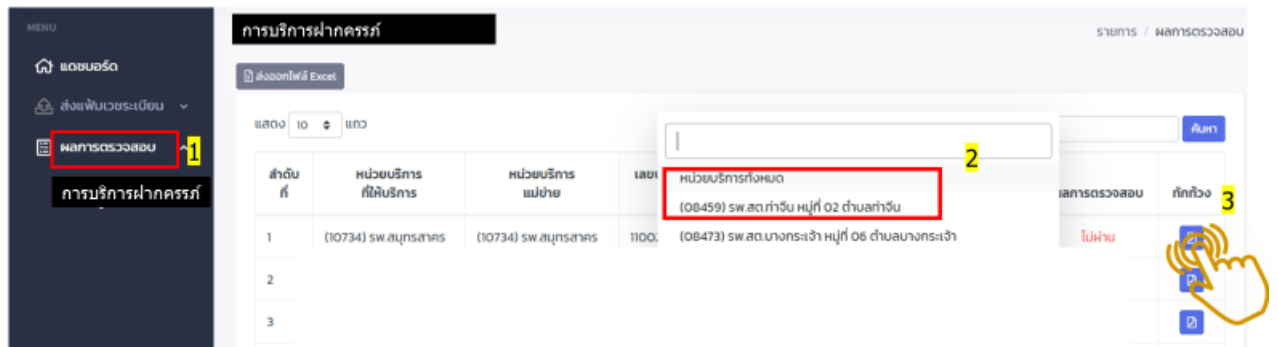 MENU
แดชบอร์ด
ส่งแฟ้มเวชระเบียน
ผลการตรวจสอบ
1
การบริการฝากครรภ์
การบริการฝากครรภ์
รายการ / ผลการตรวจสอบ
ส่งออกไฟล์ Excel
แสดง 10 แถว
ค้นหา
2
หน่วยบริการทั้งหมด
(08459) รพ.สต.ท่าจีน หมู่ที่ 02 ตำบลท่าจีน
(08473) รพ.สต.บางกระเจ้า หมู่ที่ 06 ตำบลบางกระเจ้า
ลำดับ
ที่
หน่วยบริการ
ที่ให้บริการ
หน่วยบริการ
แม่ข่าย
ผลการตรวจสอบ
ทักท้วง
3
1 (10734) รพ.สมุทรสาคร (10734) รพ.สมุทรสาคร ไม่ผ่าน
2
3